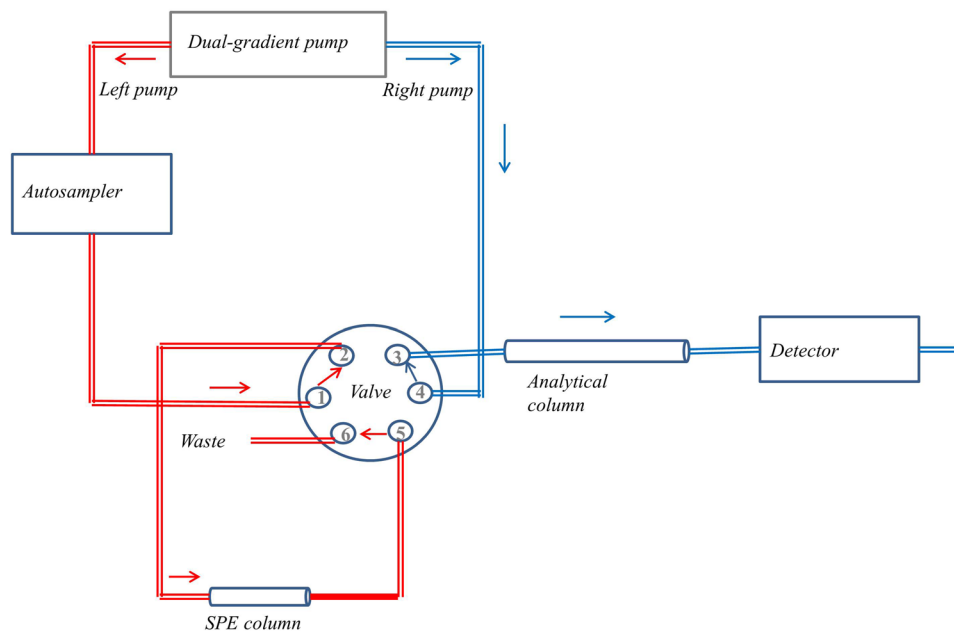 Dual-gradient pump
Left pump
Right pump
Autosampler
2
3
Detector
1
Valve
4
Analytical
column
Waste
6
5
SPE column